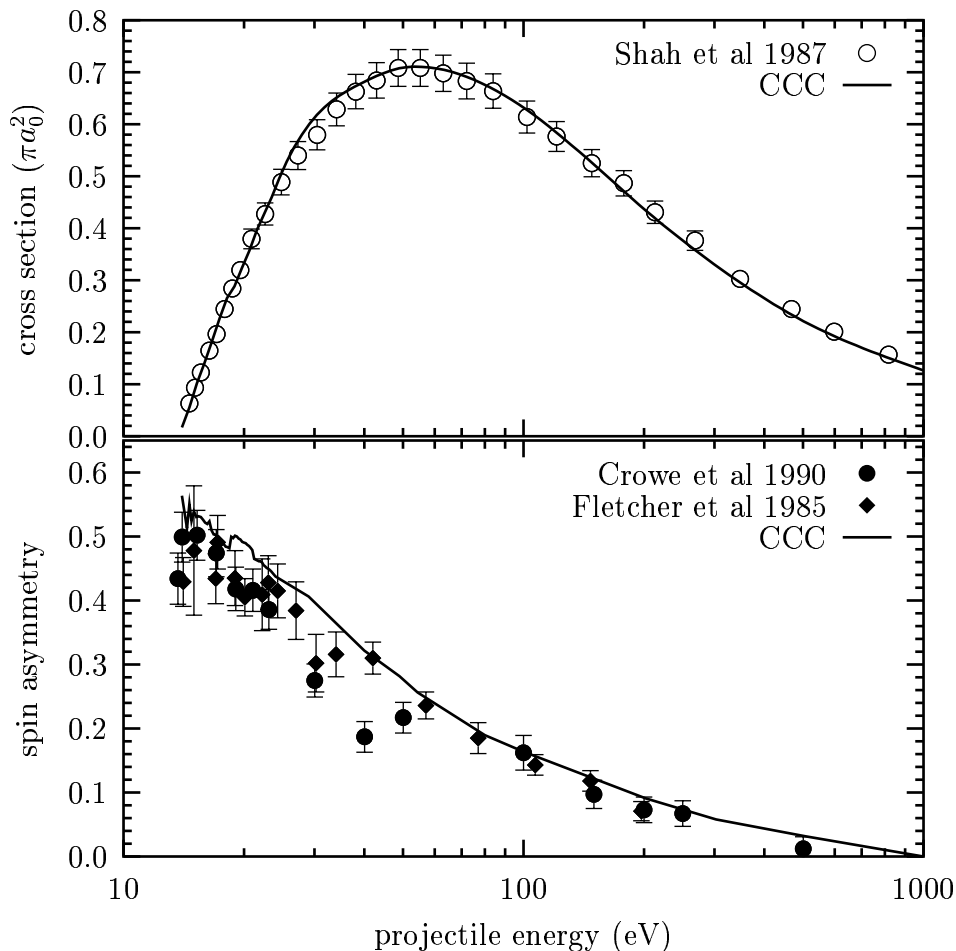 0.8
0.7
0.6
0.5
0.4
0.3
0.2
0.1
0.0
cross section (πa₀²)
Shah et al 1987
CCC
0.6
0.5
0.4
0.3
0.2
0.1
0.0
spin asymmetry
Crowe et al 1990
Fletcher et al 1985
CCC
10 100 1000
projectile energy (eV)